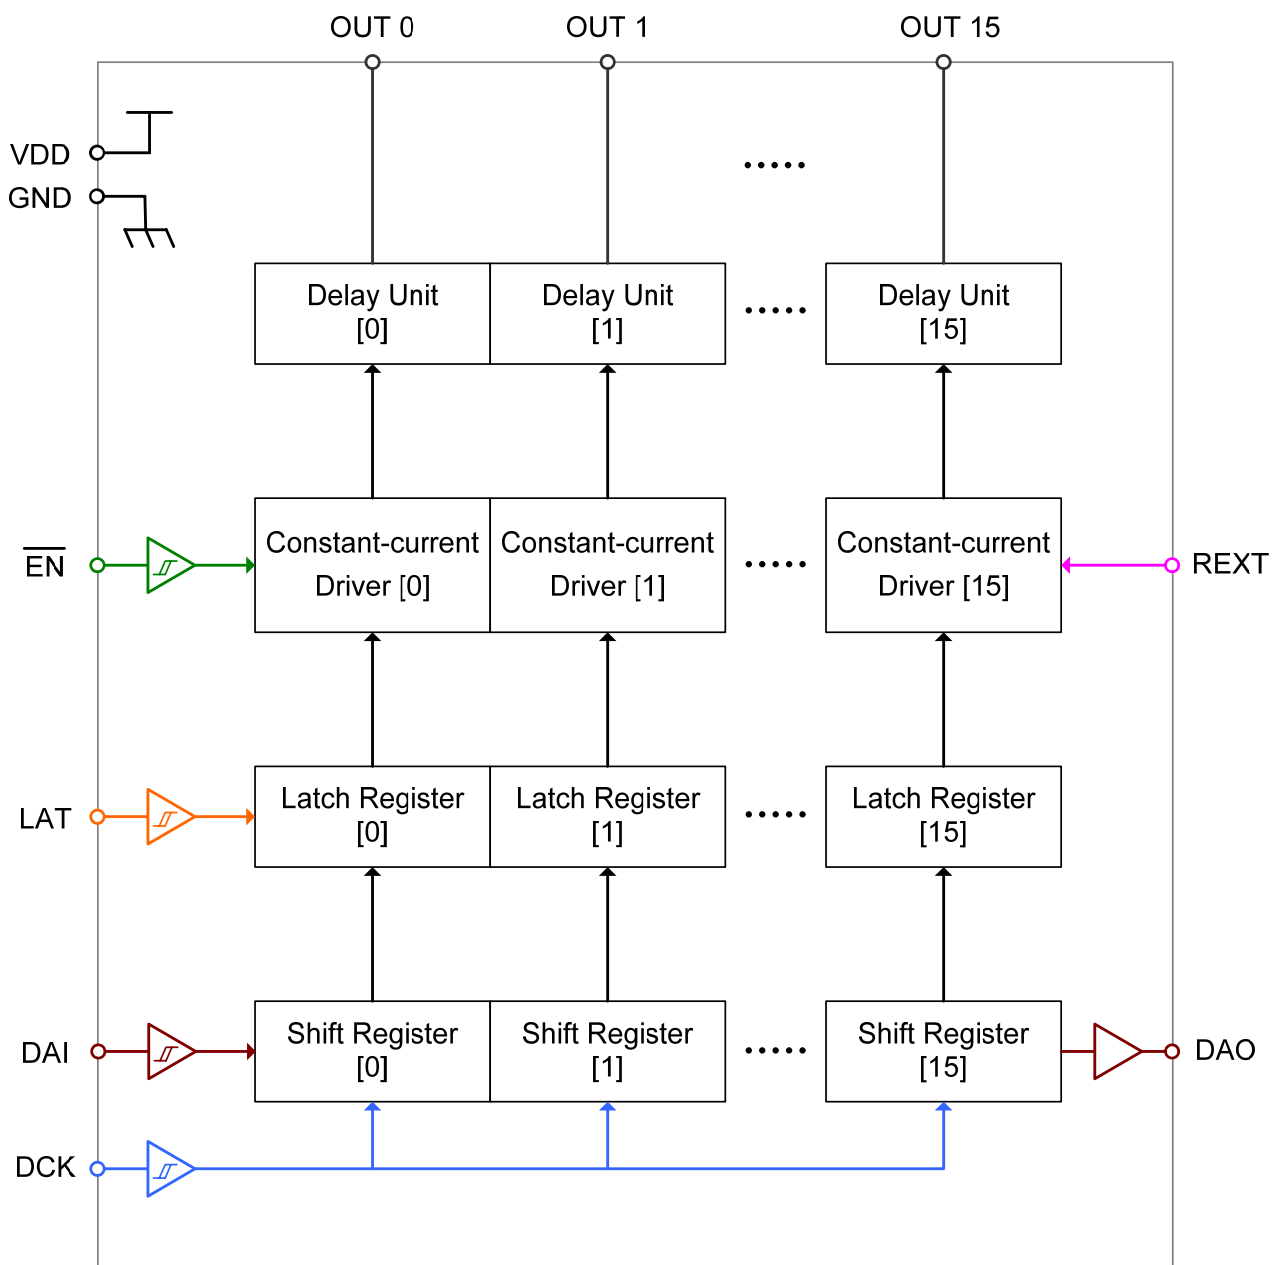 OUT 0
OUT 1
OUT 15
VDD
GND
Delay Unit
[0]
Delay Unit
[1]
Delay Unit
[15]
EN
Constant-current
Driver [0]
Constant-current
Driver [1]
Constant-current
Driver [15]
REXT
LAT
Latch Register
[0]
Latch Register
[1]
Latch Register
[15]
DAI
Shift Register
[0]
Shift Register
[1]
Shift Register
[15]
DAO
DCK